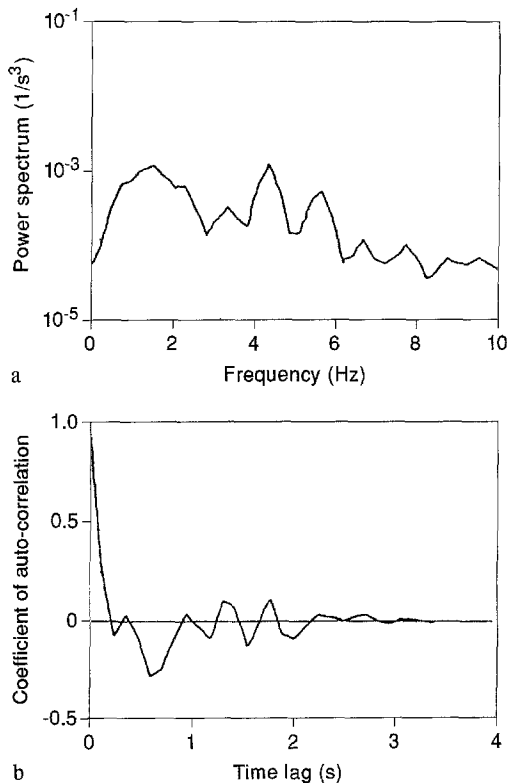 10^-1
10^-3
10^-5
Power spectrum (1/s^3)
0 2 4 6 8 10
Frequency (Hz)
a
1.0
0.5
0
-0.5
Coefficient of auto-correlation
0 1 2 3 4
Time lag (s)
b